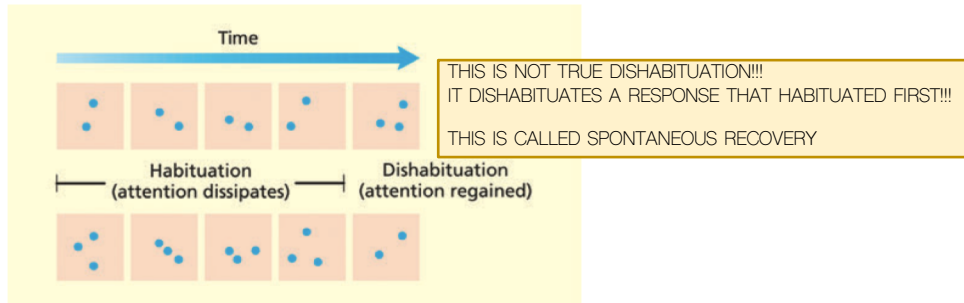 Time
THIS IS NOT TRUE DISHABITUATION!!!
IT DISHABITUATES A RESPONSE THAT HABITUATED FIRST!!!
THIS IS CALLED SPONTANEOUS RECOVERY
Habituation
(attention dissipates)
Dishabituation
(attention regained)